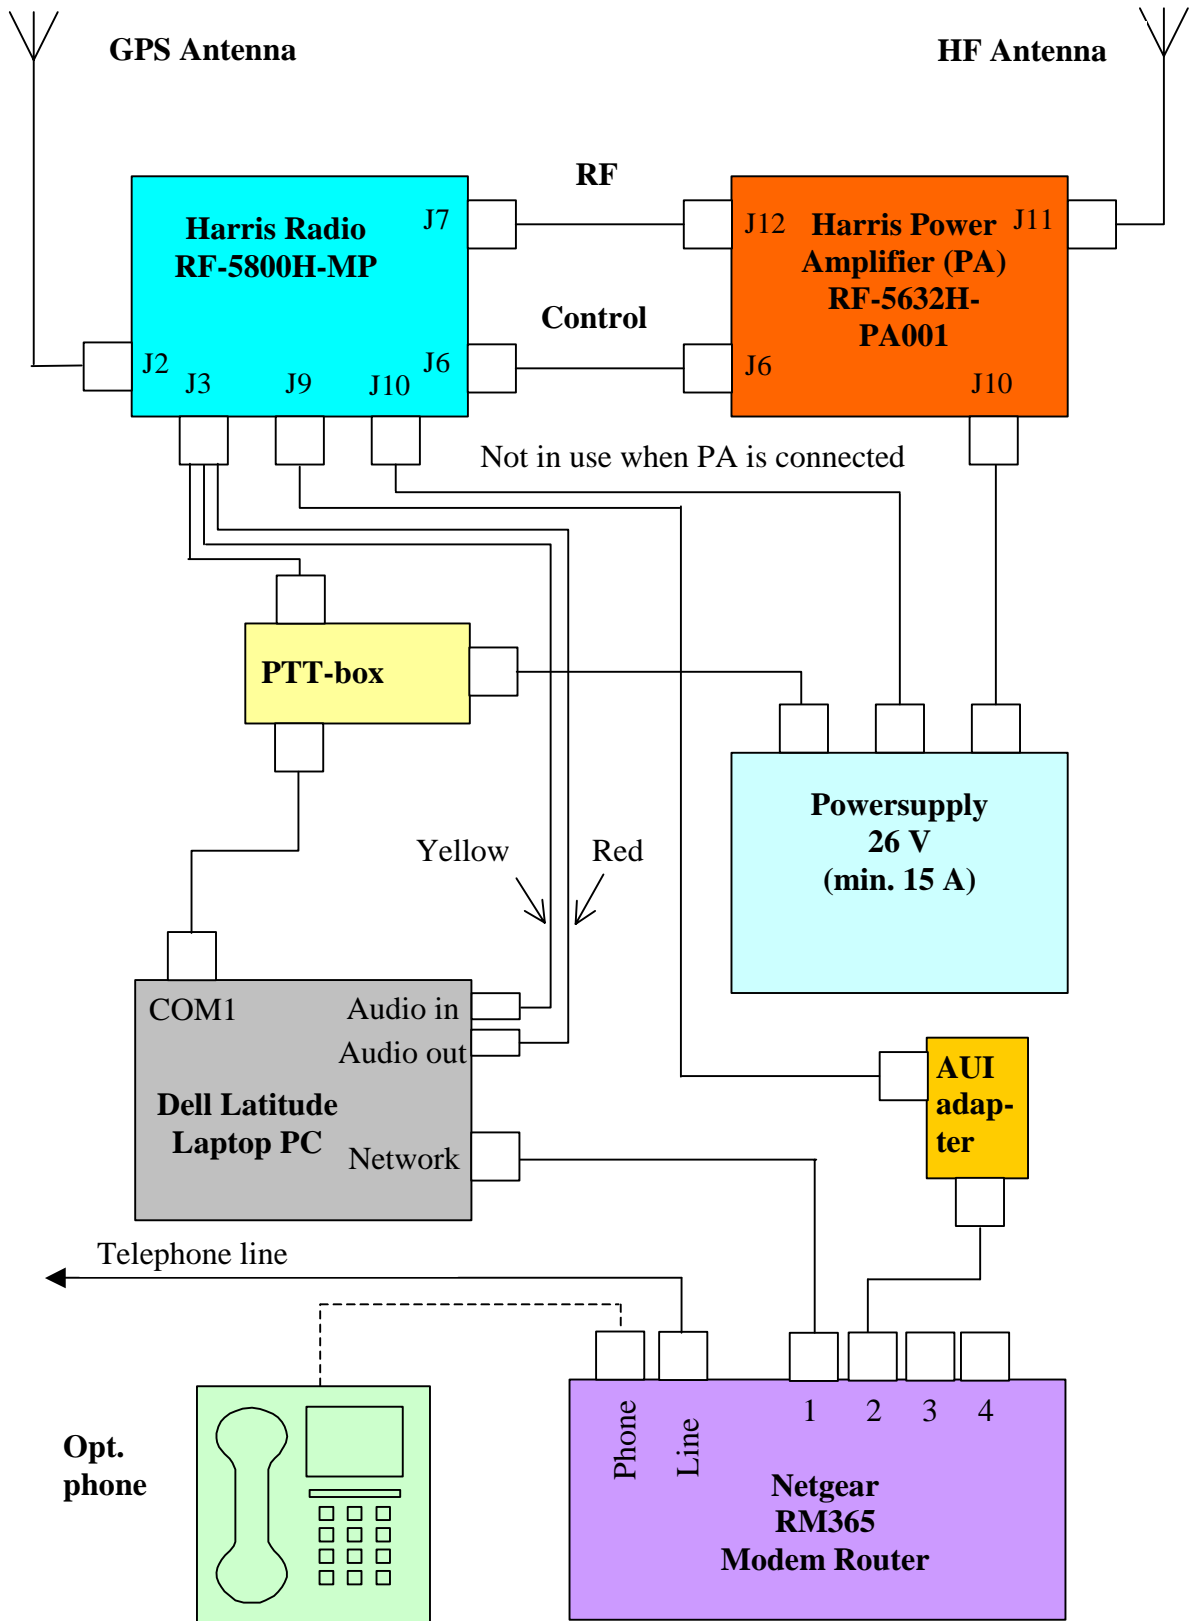 GPS Antenna
HF Antenna
RF
Harris Radio
RF-5800H-MP
J7
J12
Harris Power
Amplifier (PA)
RF-5632H-
PA001
J11
Control
J2
J3
J9
J10
J6
J6
J10
Not in use when PA is connected
PTT-box
Powersupply
26 V
(min. 15 A)
Yellow
Red
COM1
Audio in
Audio out
Dell Latitude
Laptop PC
Network
AUI
adap-
ter
Telephone line
Opt.
phone
Phone
Line
1
2
3
4
Netgear
RM365
Modem Router